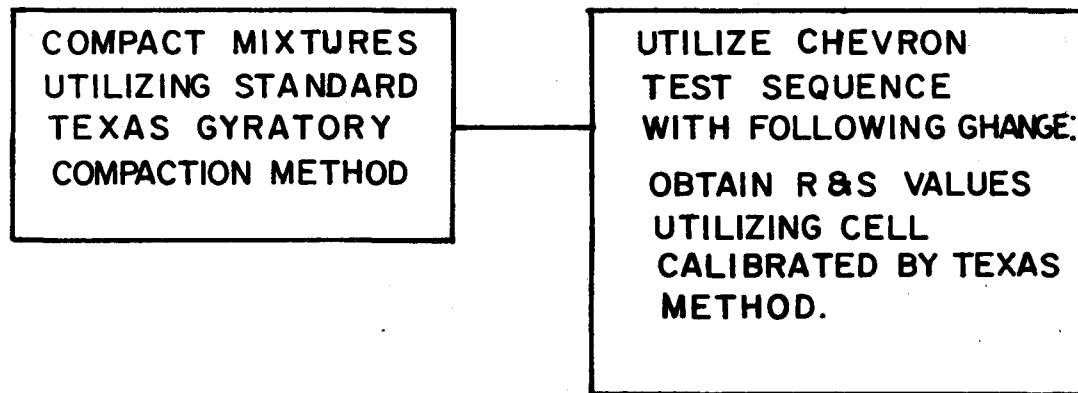 COMPACT MIXTURES
UTILIZING STANDARD
TEXAS GYRATORY
COMPACTION METHOD
UTILIZE CHEVRON
TEST SEQUENCE
WITH FOLLOWING GHANGE:
OBTAIN R & S VALUES
UTILIZING CELL
CALIBRATED BY TEXAS
METHOD.